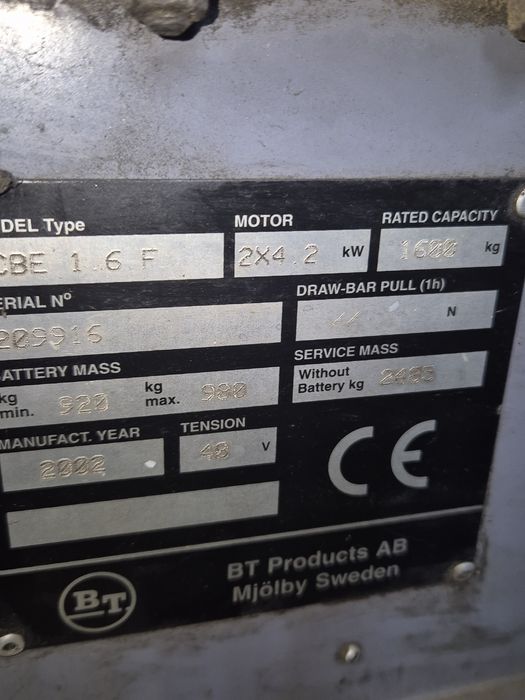 DEL Type MOTOR RATED CAPACITY
CBE 1.6 F 2X4.2 kW 1600 kg
ERIAL Nº DRAW-BAR PULL (1h)
209916 N
ATTERY MASS SERVICE MASS
kg min. 920 kg max. 980 Without Battery kg
MANUFACT. YEAR TENSION
2002 48 V
CE
BT Products AB
Mjölby Sweden
B.T.